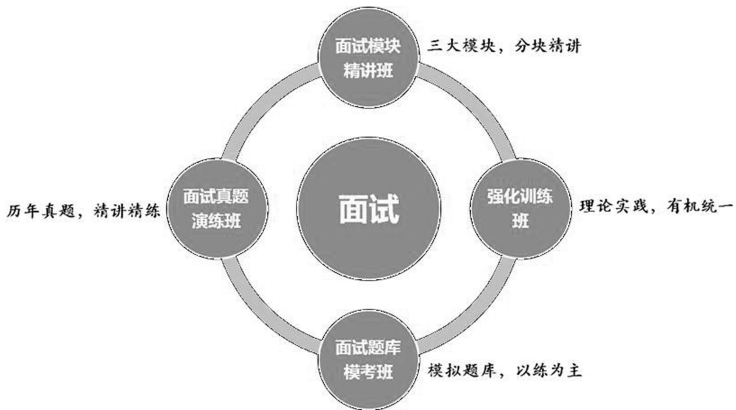 面试模块
精讲班
三大模块，分块精讲
历年真题，精讲精练
面试真题
演练班
面试
强化训练
班
理论实践，有机统一
面试题库
模考班
模拟题库，以练为主